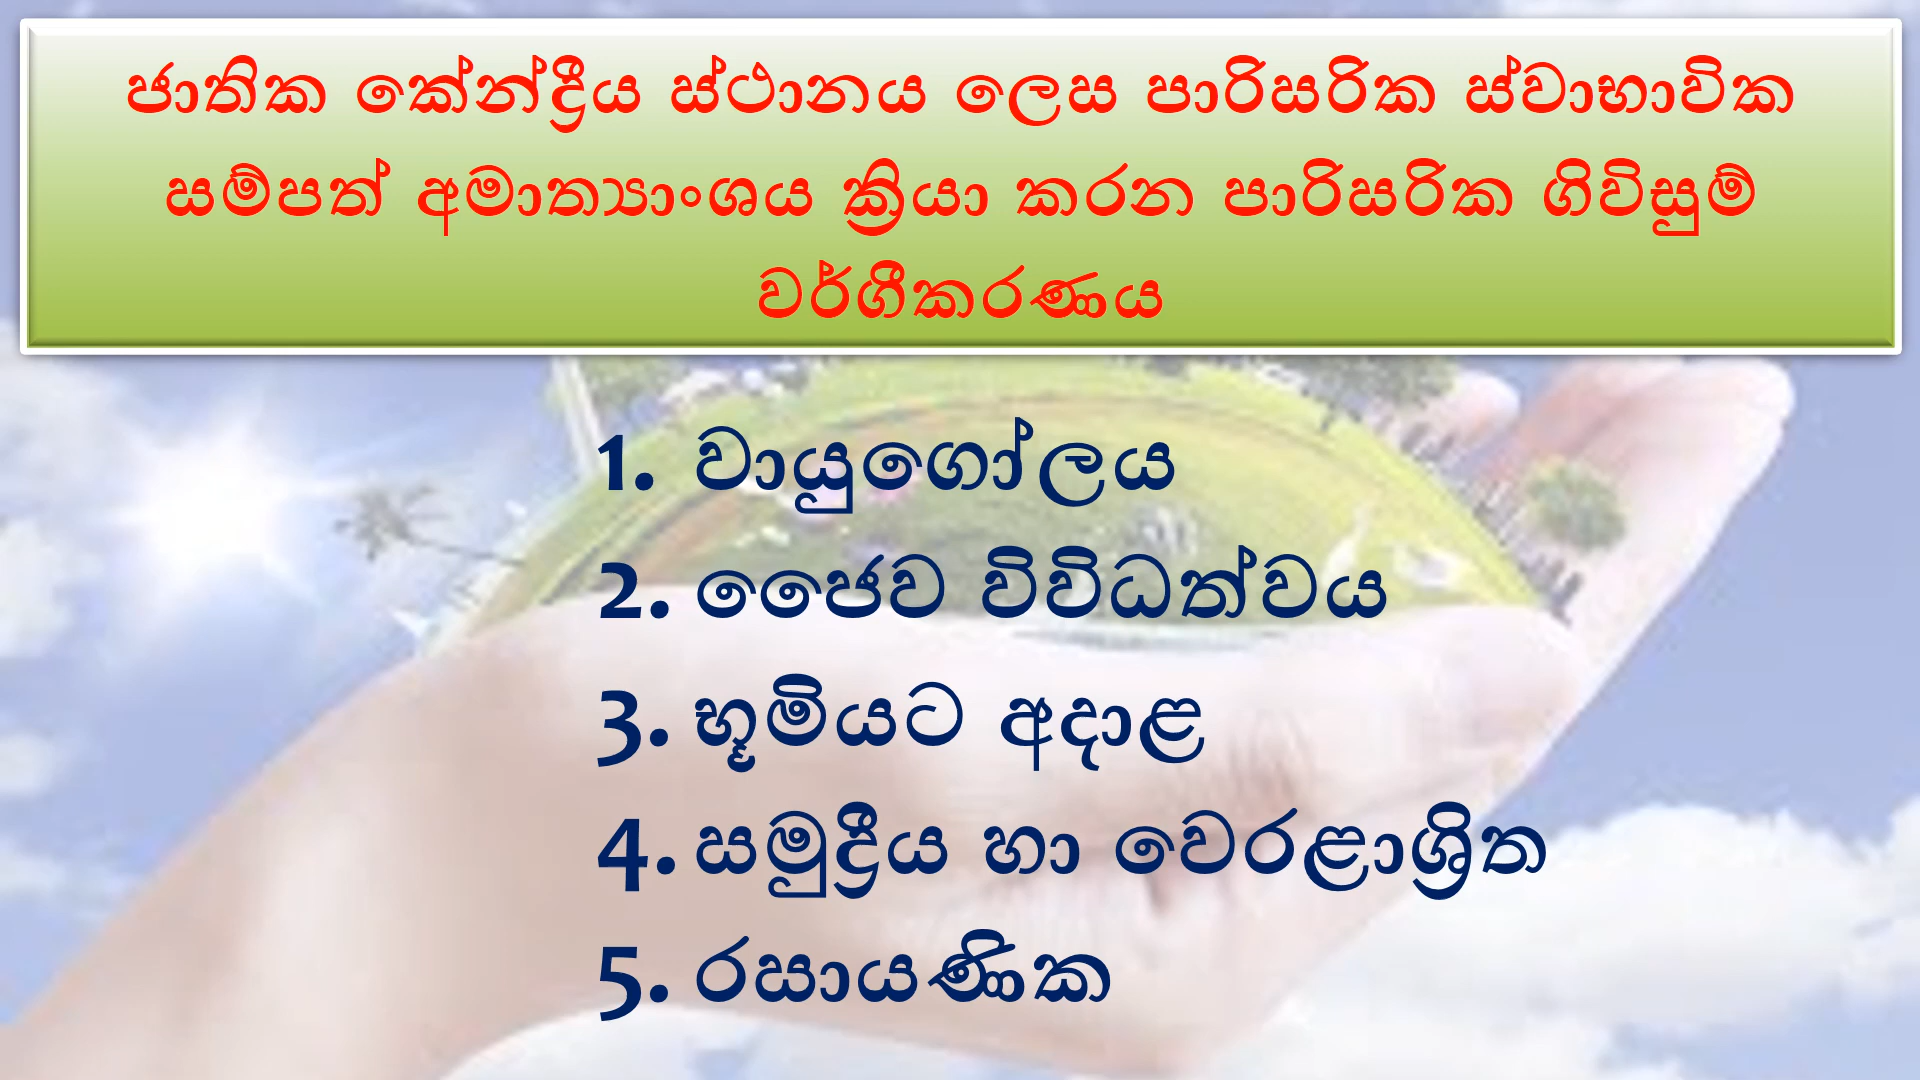 ජාතික කේන්ද්‍රීය ස්ථානය ලෙස පාරිසරික ස්වාභාවික
සම්පත් අමාත්‍යාංශය ක්‍රියා කරන පාරිසරික ගිවිසුම්
වර්ගීකරණය
1. වායුගෝලය
2. ජෛව විවිධත්වය
3. භූමියට අදාළ
4. සමුද්‍රීය හා වෙරළාශ්‍රිත
5. රසායණික